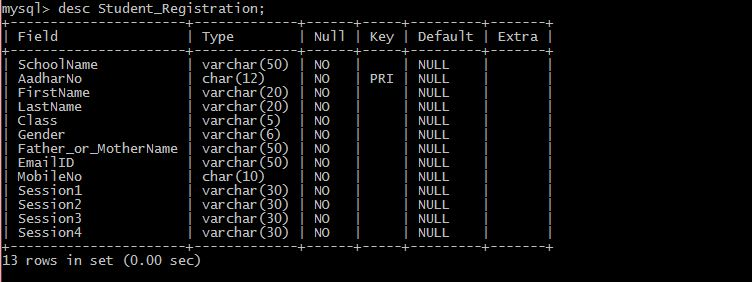 mysql> desc Student_Registration;
+---------------------+-------------+------+-----+---------+-------+
| Field               | Type        | Null | Key | Default | Extra |
+---------------------+-------------+------+-----+---------+-------+
| SchoolName          | varchar(50) | NO   |     | NULL    |       |
| AadharNo            | char(12)    | NO   | PRI | NULL    |       |
| FirstName           | varchar(20) | NO   |     | NULL    |       |
| LastName            | varchar(20) | NO   |     | NULL    |       |
| Class               | varchar(5)  | NO   |     | NULL    |       |
| Gender              | varchar(6)  | NO   |     | NULL    |       |
| Father_or_MotherName | varchar(50) | NO   |     | NULL    |       |
| EmailID             | varchar(50) | NO   |     | NULL    |       |
| MobileNo            | char(10)    | NO   |     | NULL    |       |
| Session1            | varchar(30) | NO   |     | NULL    |       |
| Session2            | varchar(30) | NO   |     | NULL    |       |
| Session3            | varchar(30) | NO   |     | NULL    |       |
| Session4            | varchar(30) | NO   |     | NULL    |       |
+---------------------+-------------+------+-----+---------+-------+
13 rows in set (0.00 sec)